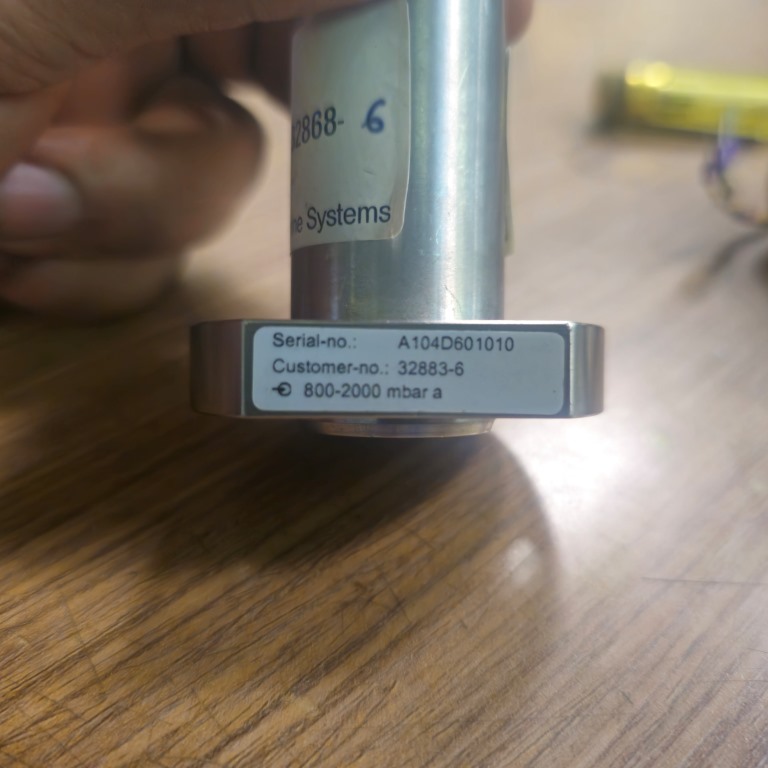 2868- 6
Systems
Serial-no.: A104D601010
Customer-no.: 32883-6
800-2000 mbar a